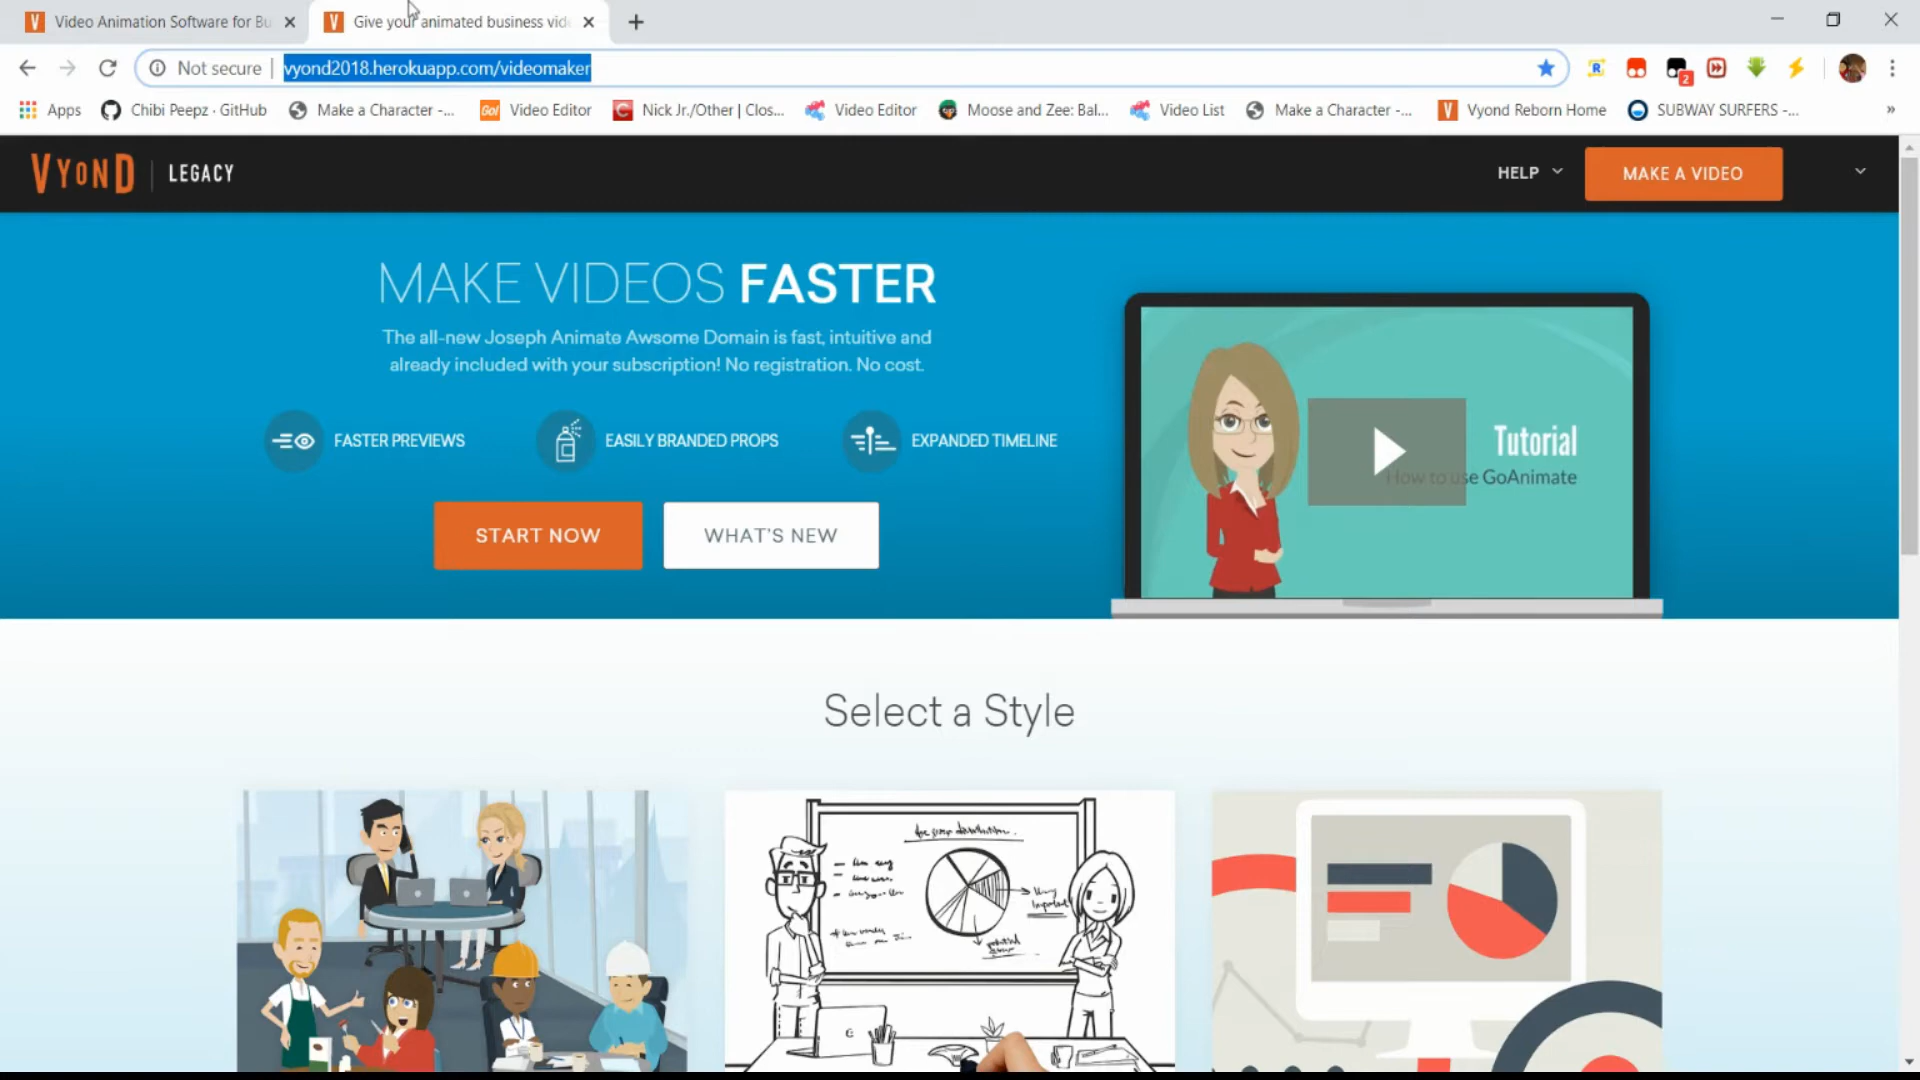 Video Animation Software for Bu
Give your animated business vid
Not secure
vyond2018.herokuapp.com/videomaker
2
Apps
Chibi Peepz · GitHub
Make a Character -...
Go!
Video Editor
Nick Jr./Other | Clos...
Video Editor
Moose and Zee: Bal...
Video List
Make a Character -...
Vyond Reborn Home
SUBWAY SURFERS -...
VYOND
LEGACY
HELP
MAKE A VIDEO
MAKE VIDEOS FASTER
The all-new Joseph Animate Awsome Domain is fast, intuitive and
already included with your subscription! No registration. No cost.
FASTER PREVIEWS
EASILY BRANDED PROPS
EXPANDED TIMELINE
START NOW
WHAT'S NEW
Tutorial
How to use GoAnimate
Select a Style